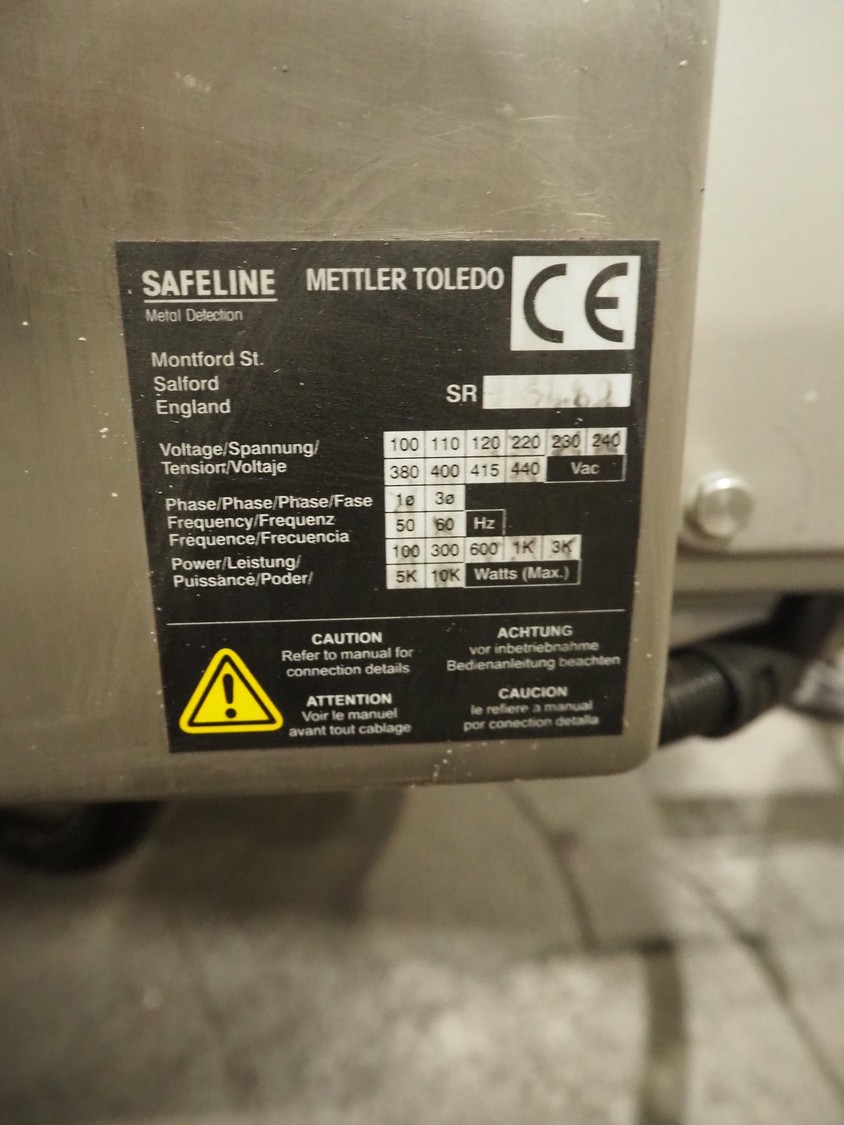 SAFELINE METTLER TOLEDO CE
Metal Detection
Montford St.
Salford
England
SR
Voltage/Spannung/ 100 110 120 220 230 240
Tension/Voltaje 380 400 415 440 Vac
Phase/Phase/Phase/Fase 1ø 3ø
Frequency/Frequenz 50 60 Hz
Fréquence/Frecuencia
Power/Leistung/ 100 300 600 1K 3K
Puissance/Poder/ 5K 10K Watts (Max.)
CAUTION
Refer to manual for
connection details
ACHTUNG
vor inbetriebnahme
Bedienanleitung beachten
ATTENTION
Voir le manuel
avant tout cablage
CAUCION
le refiere a manual
por conection detalla